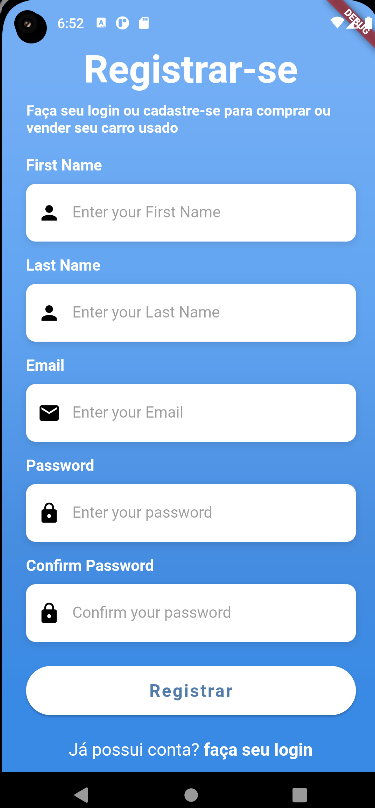 6:52
DEBUG
Registrar-se
Faça seu login ou cadastre-se para comprar ou
vender seu carro usado
First Name
Enter your First Name
Last Name
Enter your Last Name
Email
Enter your Email
Password
Enter your password
Confirm Password
Confirm your password
Registrar
Já possui conta? faça seu login